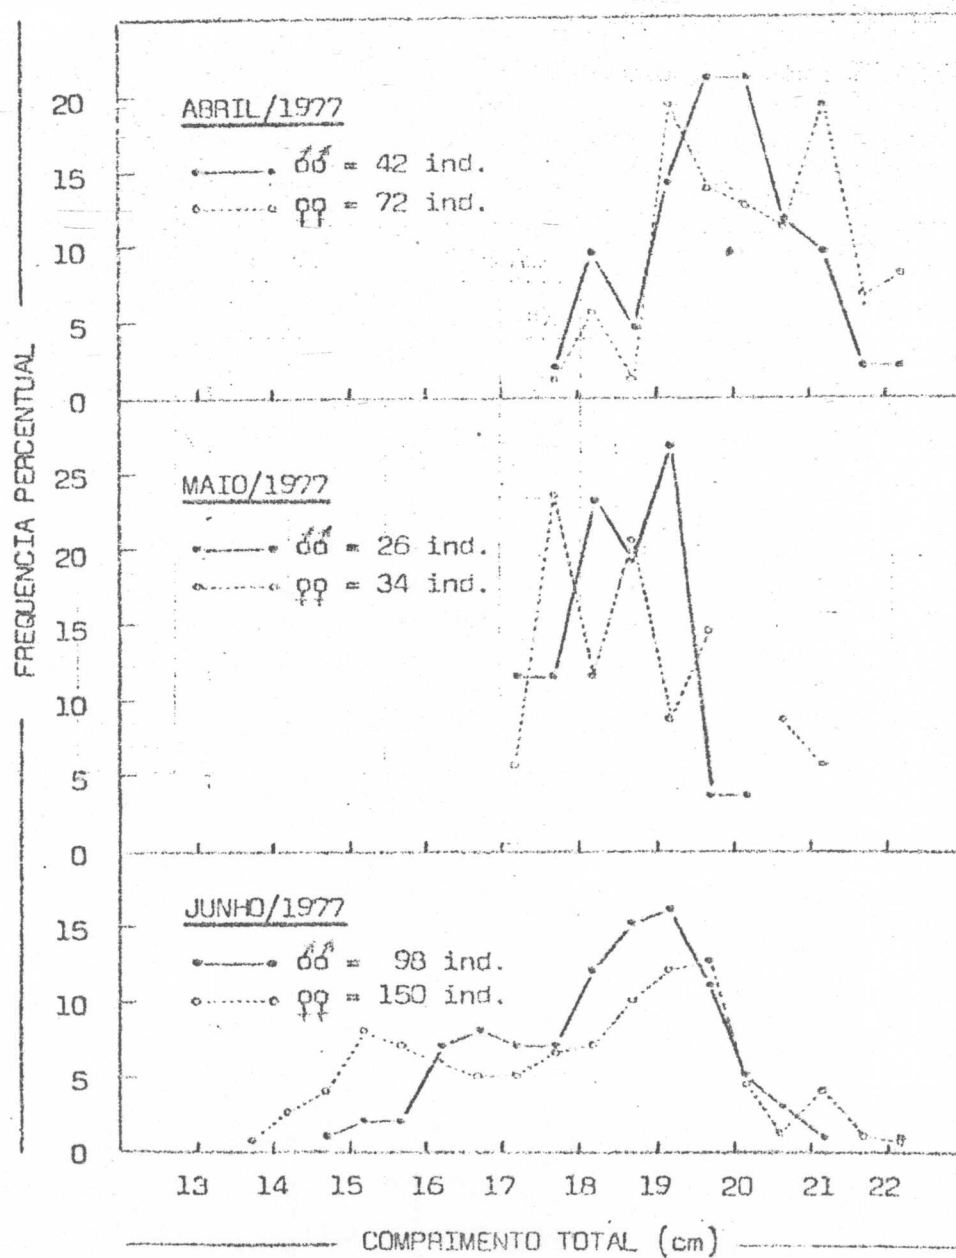 FREQUENCIA PERCENTUAL
20
15
10
5
0
ABRIL/1977
♂♂ = 42 ind.
♀♀ = 72 ind.
25
20
15
10
5
0
MAIO/1977
♂♂ = 26 ind.
♀♀ = 34 ind.
15
10
5
0
JUNHO/1977
♂♂ = 98 ind.
♀♀ = 150 ind.
13 14 15 16 17 18 19 20 21 22
COMPRIMENTO TOTAL (cm)